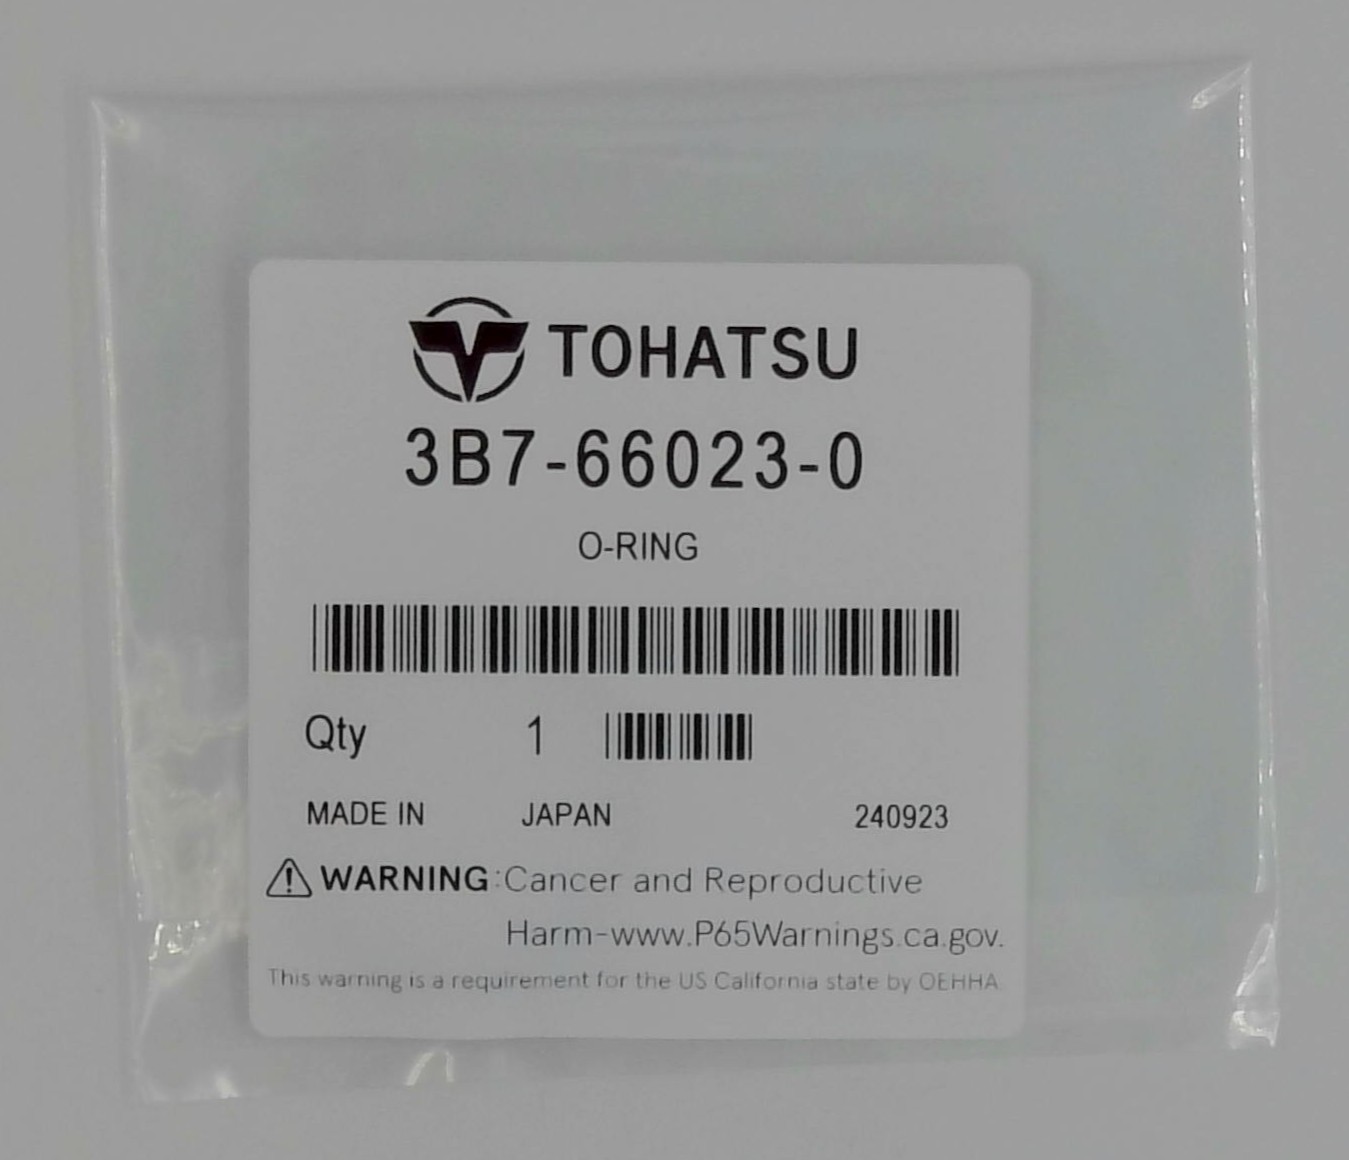 TOHATSU
3B7-66023-0
O-RING
Qty 1
MADE IN JAPAN 240923
WARNING:Cancer and Reproductive
Harm-www.P65Warnings.ca.gov.
This warning is a requirement for the US California state by OEHHA